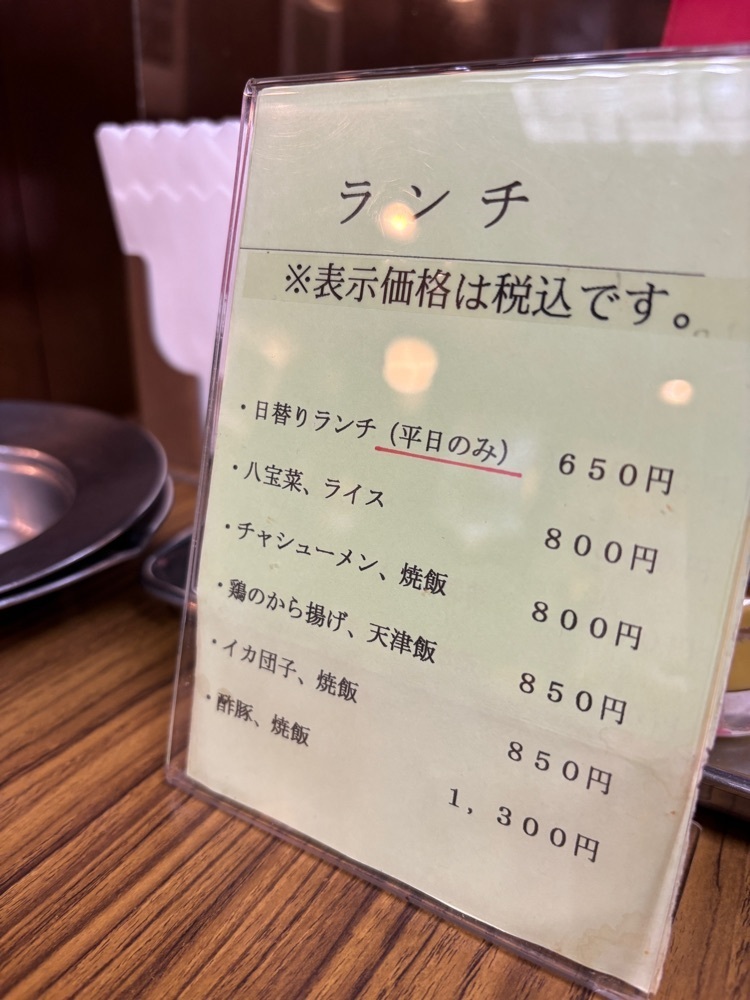 ランチ
※表示価格は税込です。
・日替りランチ（平日のみ） ６５０円
・八宝菜、ライス ８００円
・チャシューメン、焼飯 ８００円
・鶏のから揚げ、天津飯 ８５０円
・イカ団子、焼飯 ８５０円
・酢豚、焼飯 １，３００円